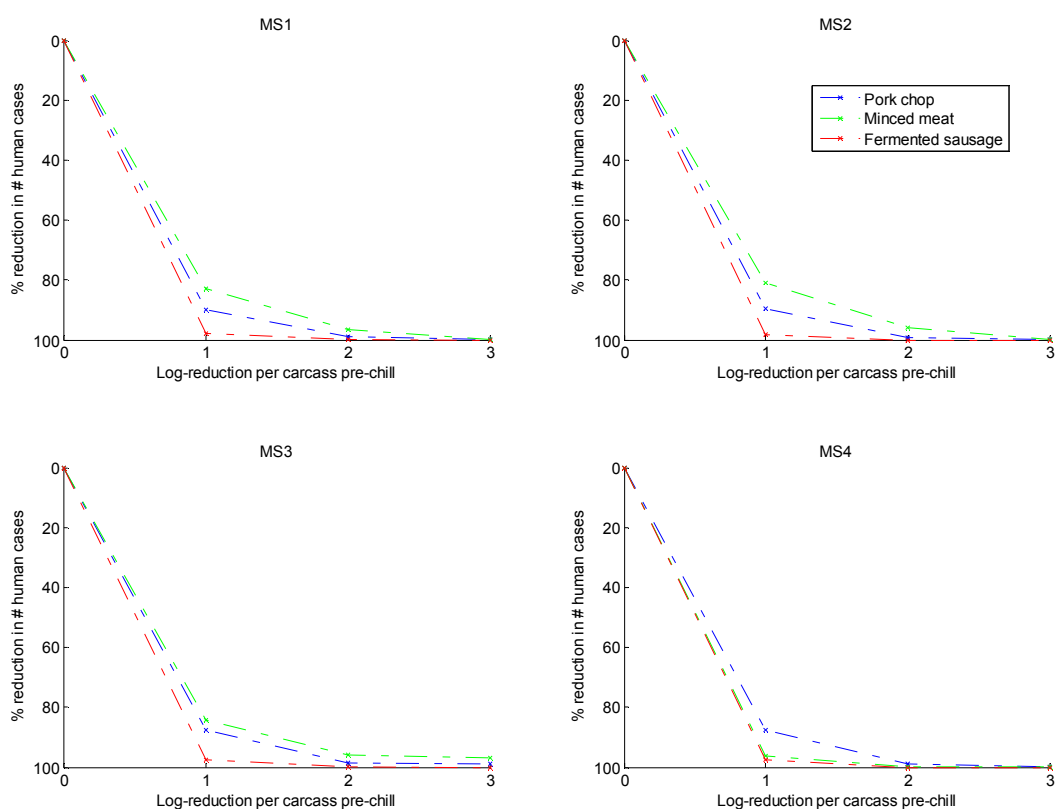 MS1
0
20
40
60
80
100
% reduction in # human cases
0
1
2
3
Log-reduction per carcass pre-chill
MS2
0
20
40
60
80
100
% reduction in # human cases
0
1
2
3
Log-reduction per carcass pre-chill
Pork chop
Minced meat
Fermented sausage
MS3
0
20
40
60
80
100
% reduction in # human cases
0
1
2
3
Log-reduction per carcass pre-chill
MS4
0
20
40
60
80
100
% reduction in # human cases
0
1
2
3
Log-reduction per carcass pre-chill